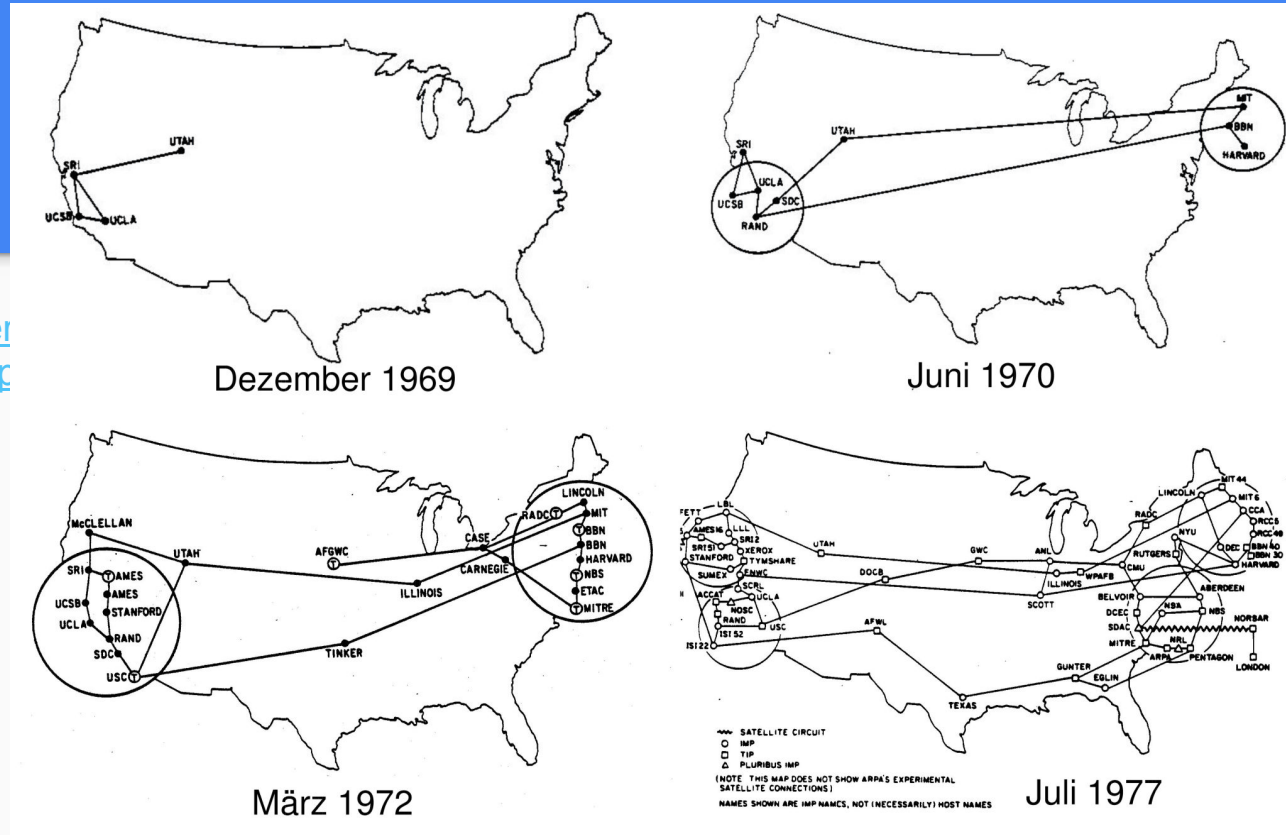 UTAH
SRI
UCSB
UCLA
Dezember 1969
MIT
UTAH
BBN
SRI
HARVARD
UCLA
UCSB
SDC
RAND
Juni 1970
LINCOLN
RADC T
MIT
McCLELLAN
T BBN
CASE
UTAH
AFGWC
BBN
T
HARVARD
CARNEGIE
SRI
T AMES
T NBS
AMES
ILLINOIS
ETAC
UCSB
STANFORD
T MITRE
UCLA
RAND
TINKER
SDC
USC T
März 1972
MIT 44
LINCOLN
MIT 6
LBL
RADC
CCA
FETT
NYU
RCC5
AMES16
LLL
SRI2
RCC49
SRI51
UTAH
DEC
BBN 40
XEROX
GWC
ANL
RUTGERS
BBN 30
STANFORD
TYMSHARE
CMU
HARVARD
SUMEX
DOCB
ILLINOIS
WPAFB
FNWC
SCRL
SCOTT
BELVOIR
ABERDEEN
ACCAT
UCLA
NSA
NOSC
DCEC
NBS
RAND
USC
AFWL
SDAC
NORSAR
ISI 52
NRL
ISI 22
MITRE
ARPA
PENTAGON
GUNTER
LONDON
EGLIN
TEXAS
SATELLITE CIRCUIT
IMP
TIP
PLURIBUS IMP
(NOTE THIS MAP DOES NOT SHOW ARPA'S EXPERIMENTAL
SATELLITE CONNECTIONS)
NAMES SHOWN ARE IMP NAMES, NOT (NECESSARILY) HOST NAMES
Juli 1977